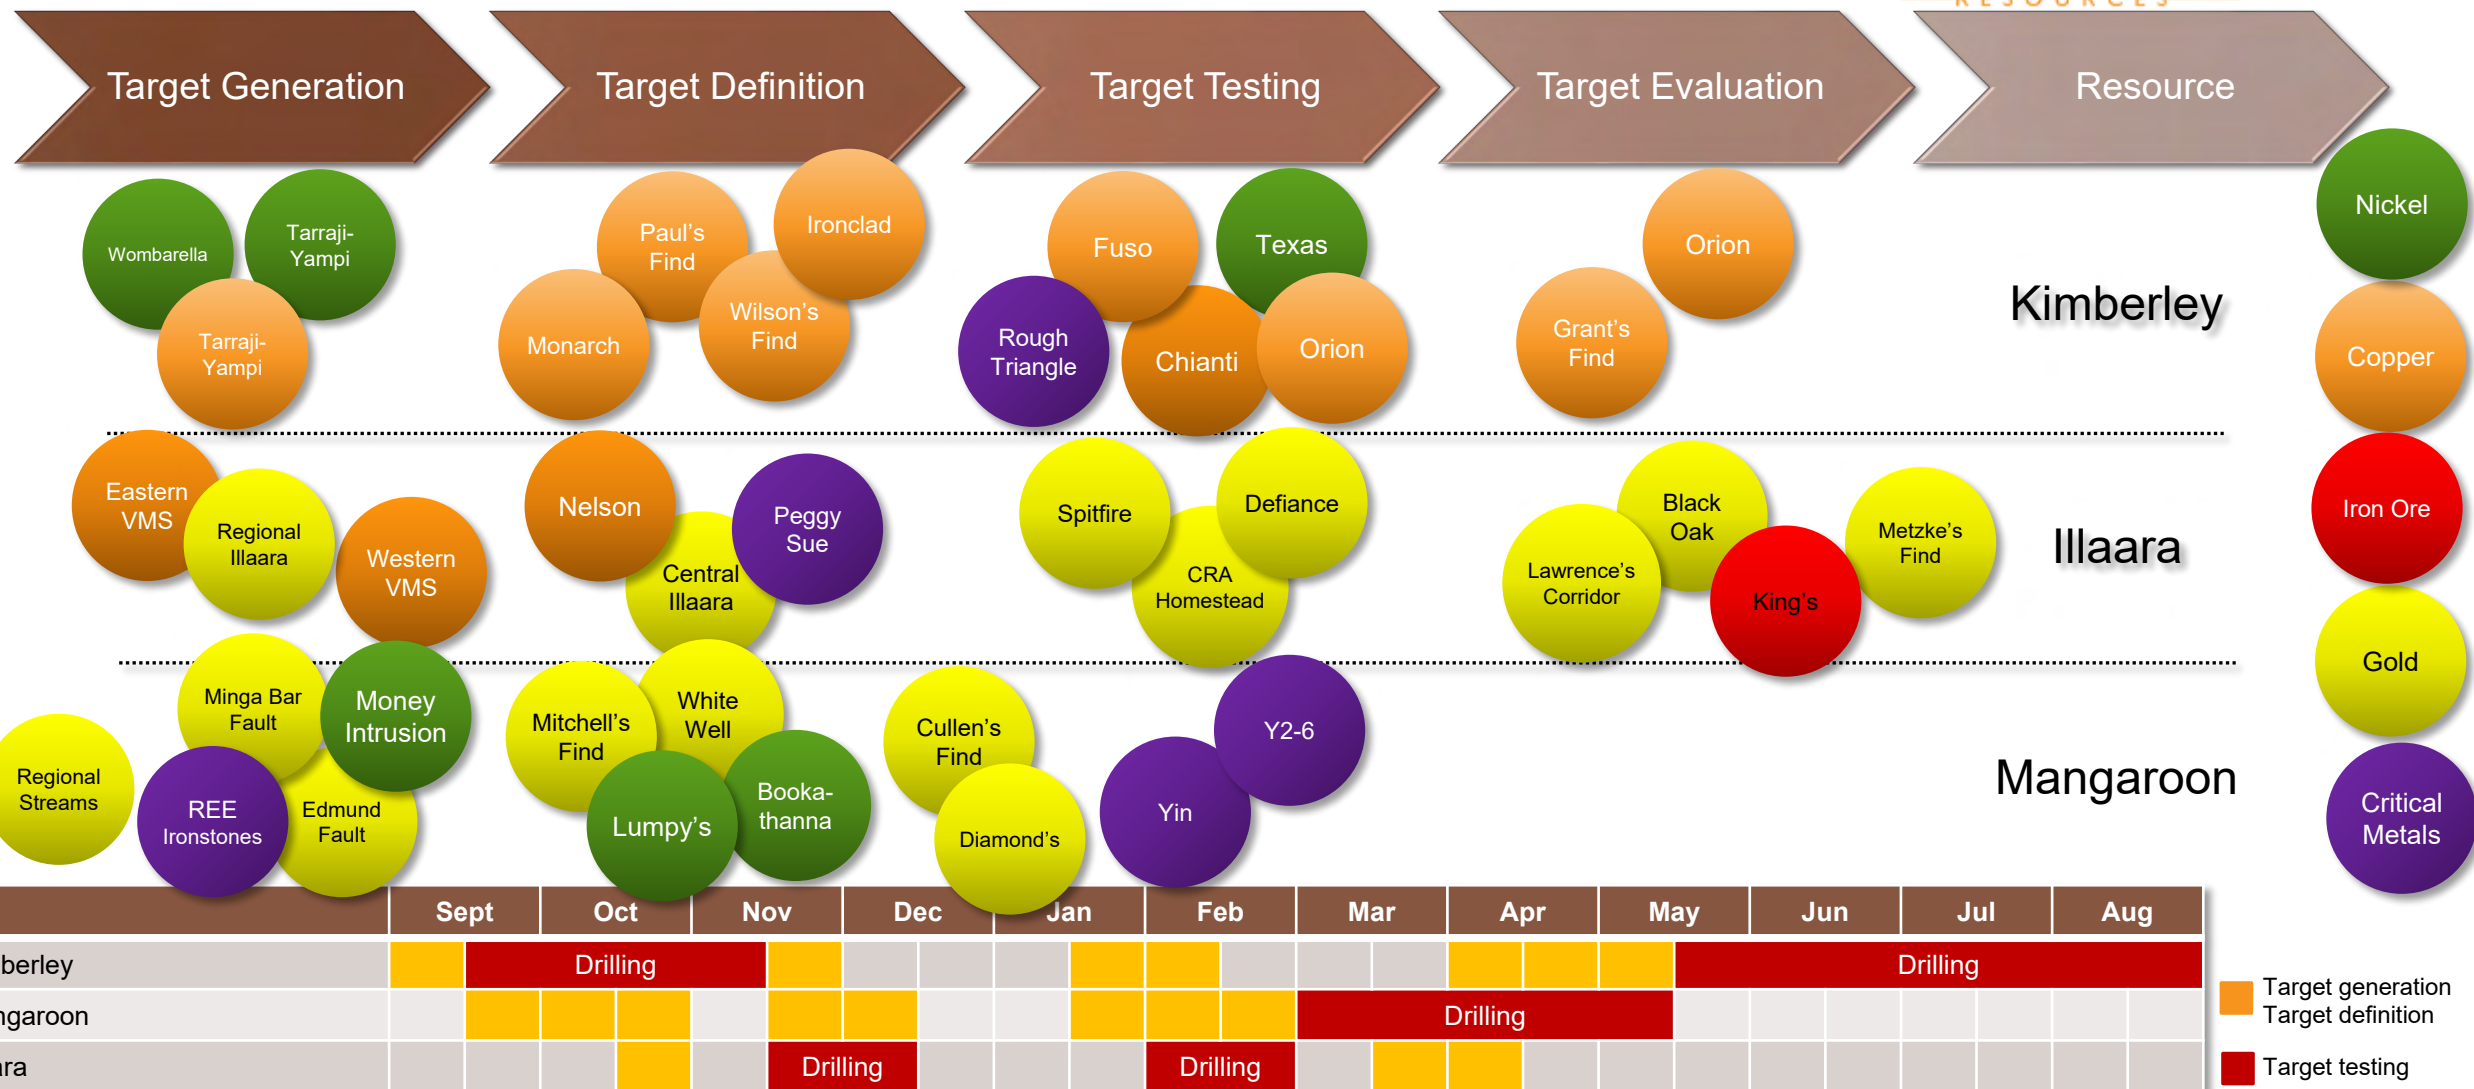 RESOURCES
Target Generation
Target Definition
Target Testing
Target Evaluation
Resource
Wombarella
Tarraji-
Yampi
Tarraji-
Yampi
Paul’s
Find
Ironclad
Monarch
Wilson’s
Find
Fuso
Texas
Rough
Triangle
Chianti
Orion
Orion
Grant’s
Find
Kimberley
Nickel
Copper
Iron Ore
Gold
Critical
Metals
Eastern
VMS
Regional
Illaara
Western
VMS
Nelson
Central
Illaara
Peggy
Sue
Spitfire
CRA
Homestead
Defiance
Lawrence’s
Corridor
Black
Oak
King’s
Metzke’s
Find
Illaara
Regional
Streams
Minga Bar
Fault
Money
Intrusion
REE
Ironstones
Edmund
Fault
Mitchell’s
Find
White
Well
Lumpy’s
Booka-
thanna
Cullen’s
Find
Diamond’s
Yin
Y2-6
Mangaroon
Sept Oct Nov Dec Jan Feb Mar Apr May Jun Jul Aug
berley Drilling Drilling
ngaroon Drilling
ara Drilling Drilling
Target generation
Target definition
Target testing